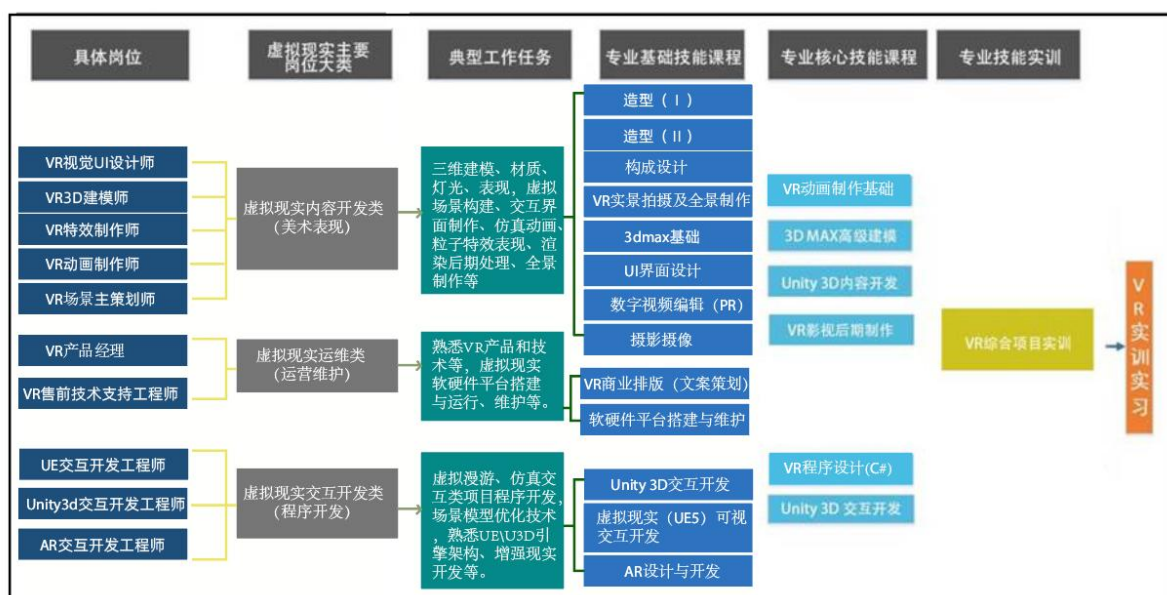 具体岗位
虚拟现实主要
岗位大类
典型工作任务
专业基础技能课程
专业核心技能课程
专业技能实训
VR视觉UI设计师
VR3D建模师
VR特效制作师
VR动画制作师
VR场景主策划师
虚拟现实内容开发类
(美术表现)
三维建模、材质、
灯光、表现，虚拟
场景构建、交互界
面制作、仿真动画、
粒子特效表现、渲
染后期处理、全景
制作等
造型（I）
造型（II）
构成设计
VR实景拍摄及全景制作
3dmax基础
UI界面设计
数字视频编辑（PR）
摄影摄像
VR动画制作基础
3D MAX高级建模
Unity 3D内容开发
VR影视后期制作
VR产品经理
VR售前技术支持工程师
虚拟现实运维类
(运营维护)
熟悉VR产品和技
术等，虚拟现实
软硬件平台搭建
与运行、维护等。
VR商业排版（文案策划）
软硬件平台搭建与维护
UE交互开发工程师
Unity3d交互开发工程师
AR交互开发工程师
虚拟现实交互开发类
(程序开发)
虚拟漫游、仿真交
互类项目程序开发，
场景模型优化技术
，熟悉UE\U3D引
擎架构、增强现实
开发等。
Unity 3D交互开发
虚拟现实（UE5）可视
交互开发
AR设计与开发
VR程序设计(C#)
Unity 3D 交互开发
VR综合项目实训
VR实训实习